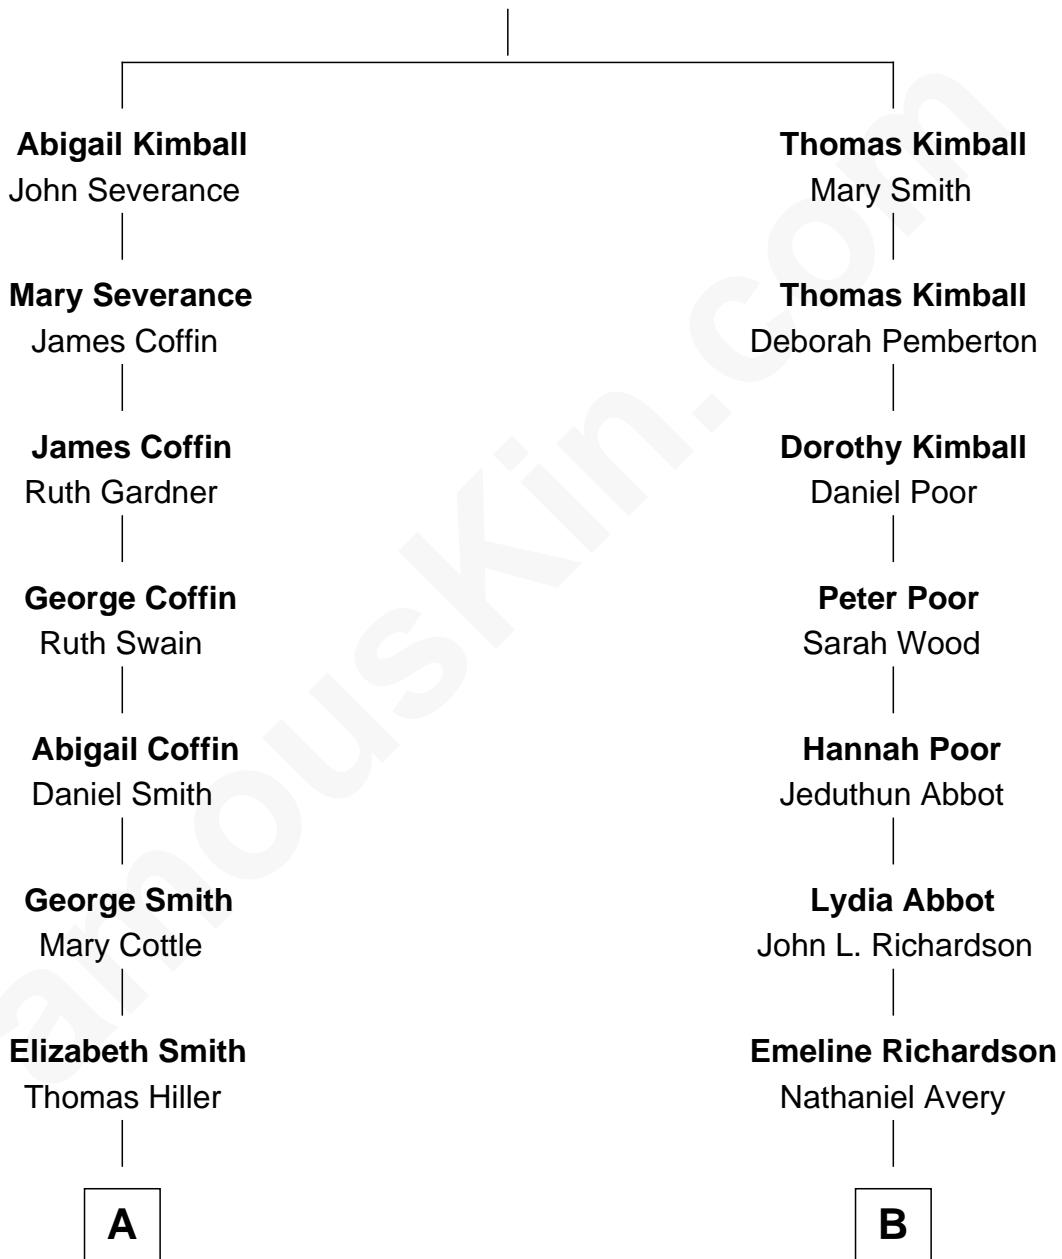 Abigail Kimball
John Severance
Thomas Kimball
Mary Smith
Mary Severance
James Coffin
Thomas Kimball
Deborah Pemberton
James Coffin
Ruth Gardner
Dorothy Kimball
Daniel Poor
George Coffin
Ruth Swain
Peter Poor
Sarah Wood
Abigail Coffin
Daniel Smith
Hannah Poor
Jeduthun Abbot
George Smith
Mary Cottle
Lydia Abbot
John L. Richardson
Elizabeth Smith
Thomas Hiller
Emeline Richardson
Nathaniel Avery
A
B
amousKin.com